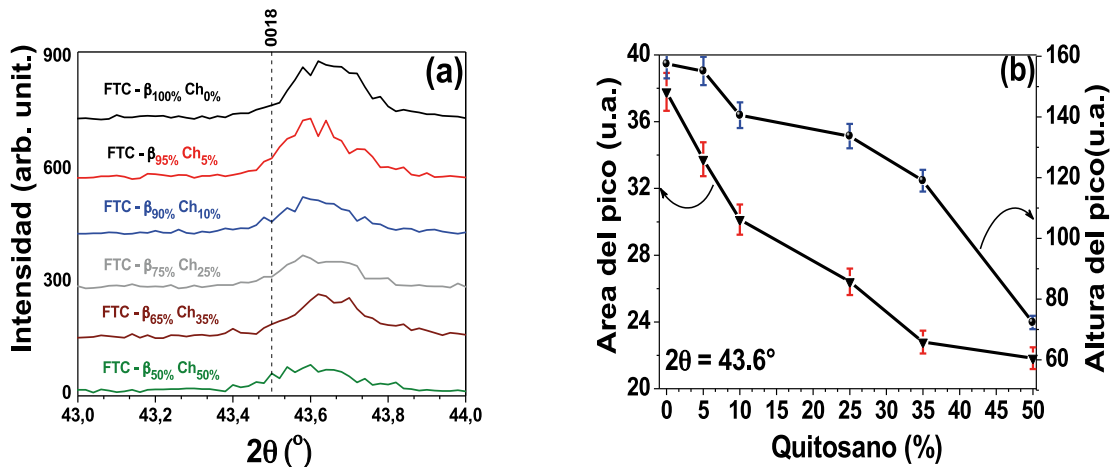 0018
900
600
300
0
Intensidad (arb. unit.)
(a)
FTC - β100% Ch0%
FTC - β95% Ch5%
FTC - β90% Ch10%
FTC - β75% Ch25%
FTC - β65% Ch35%
FTC - β50% Ch50%
43,0 43,2 43,4 43,6 43,8 44,0
2θ (º)
40
36
32
28
24
20
Area del pico (u.a.)
(b)
2θ = 43.6°
160
140
120
100
80
60
Altura del pico(u.a.)
0 5 10 15 20 25 30 35 40 45 50
Quitosano (%)